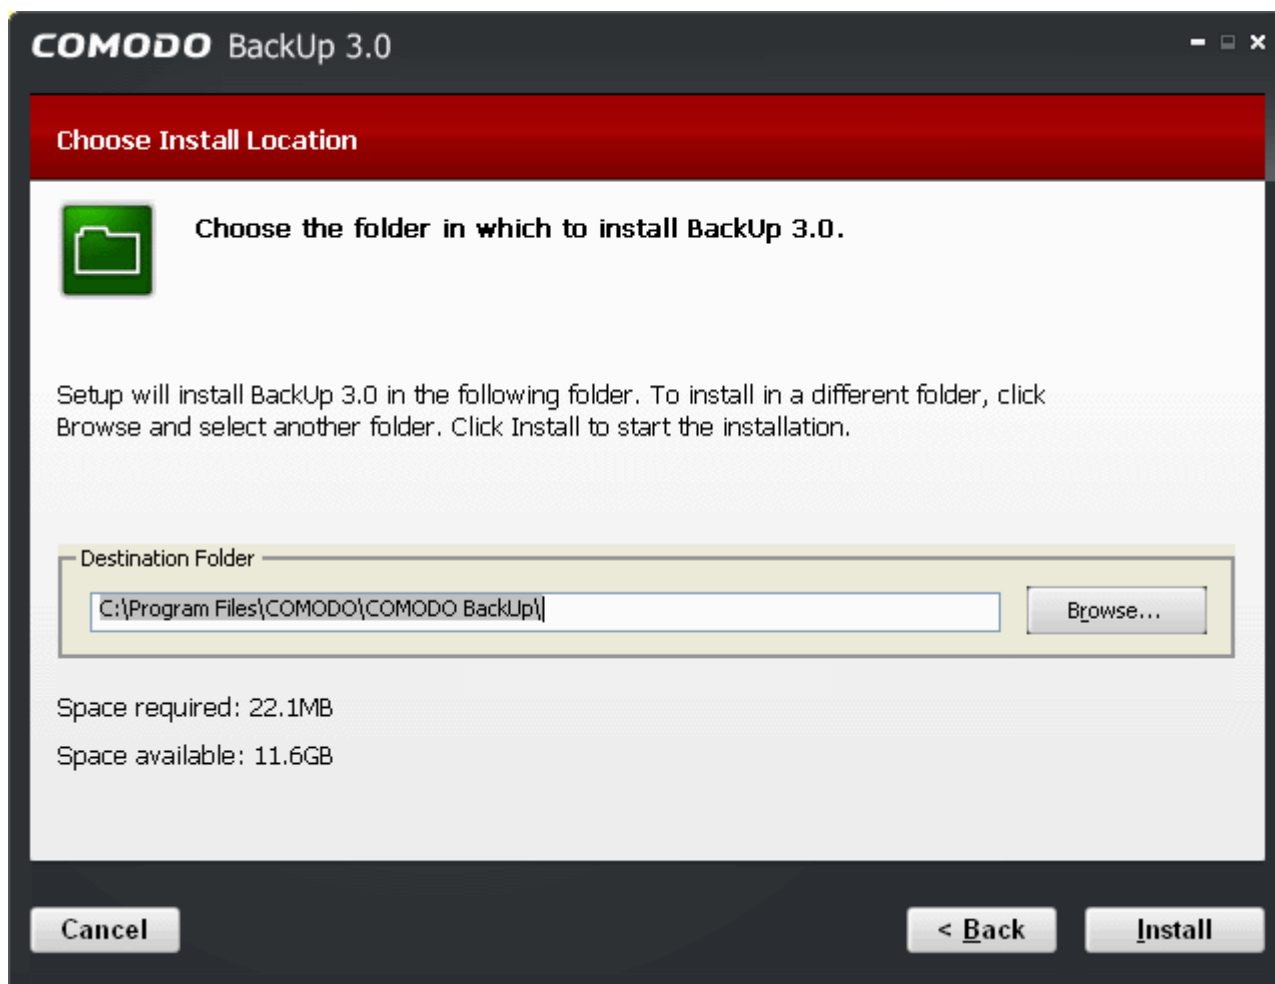 COMODO BackUp 3.0
Choose Install Location
Choose the folder in which to install BackUp 3.0.
Setup will install BackUp 3.0 in the following folder. To install in a different folder, click
Browse and select another folder. Click Install to start the installation.
Destination Folder
C:\Program Files\COMODO\COMODO BackUp\
Browse...
Space required: 22.1MB
Space available: 11.6GB
Cancel
< Back
Install